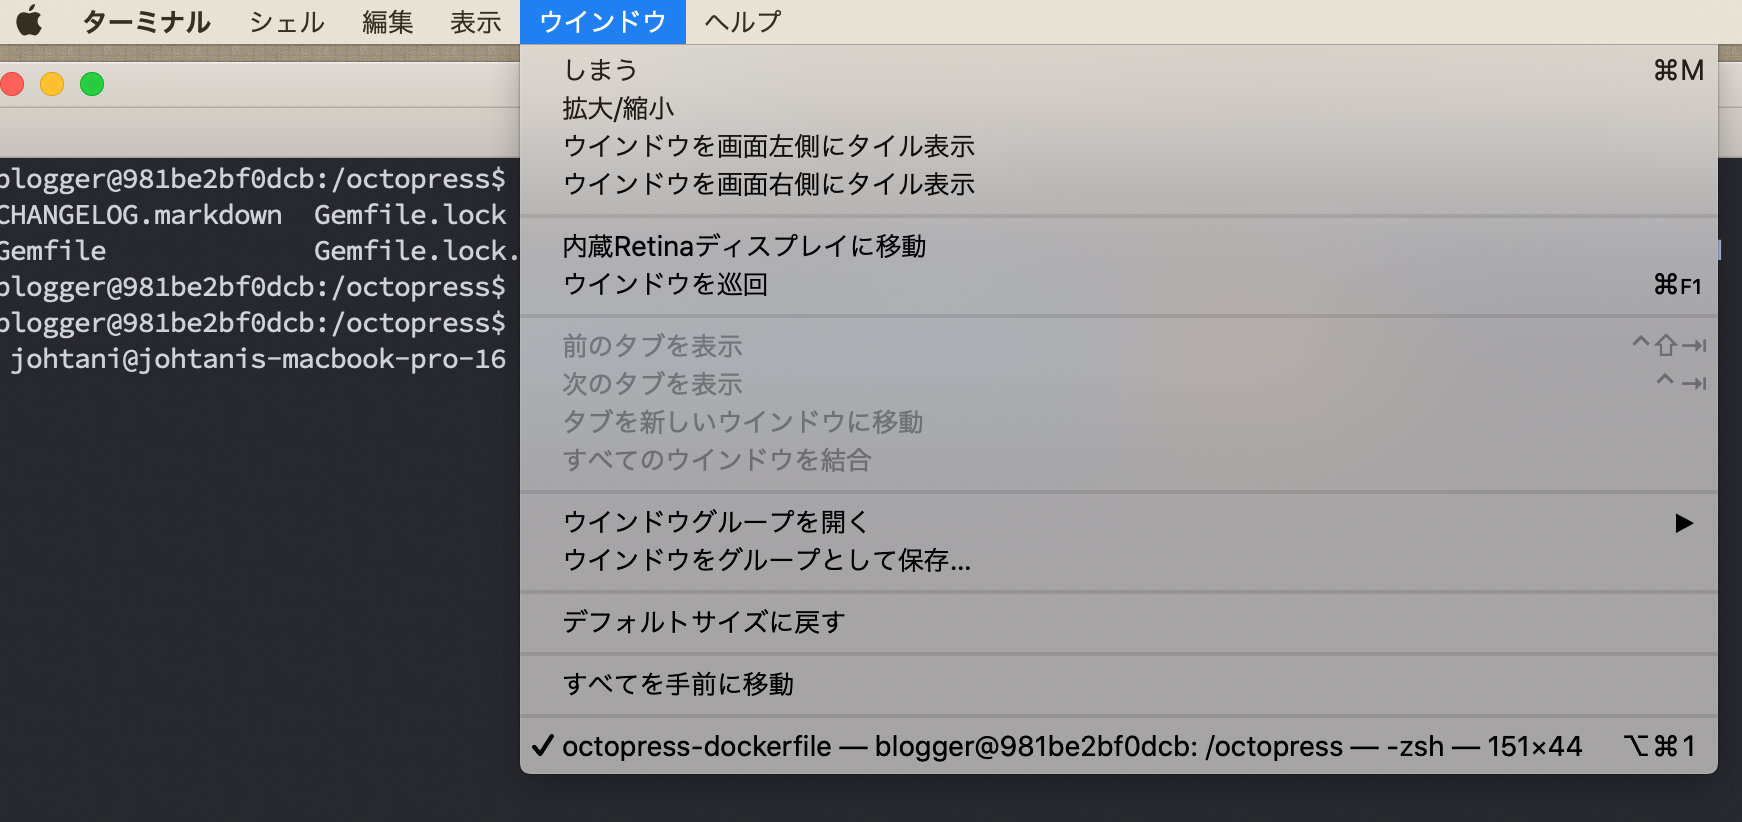 ターミナル シェル 編集 表示 ウインドウ ヘルプ
しまう ⌘M
拡大/縮小
ウインドウを画面左側にタイル表示
ウインドウを画面右側にタイル表示
内蔵Retinaディスプレイに移動
ウインドウを巡回 ⌘F1
前のタブを表示 ^⇧⇥
次のタブを表示 ^⇥
タブを新しいウインドウに移動
すべてのウインドウを結合
ウインドウグループを開く ▶
ウインドウをグループとして保存...
デフォルトサイズに戻す
すべてを手前に移動
✓ octopress-dockerfile — blogger@981be2bf0dcb: /octopress — -zsh — 151×44 ⌥⌘1
blogger@981be2bf0dcb:/octopress$
CHANGELOG.markdown Gemfile.lock
Gemfile Gemfile.lock.
blogger@981be2bf0dcb:/octopress$
blogger@981be2bf0dcb:/octopress$
johtani@johtanis-macbook-pro-16